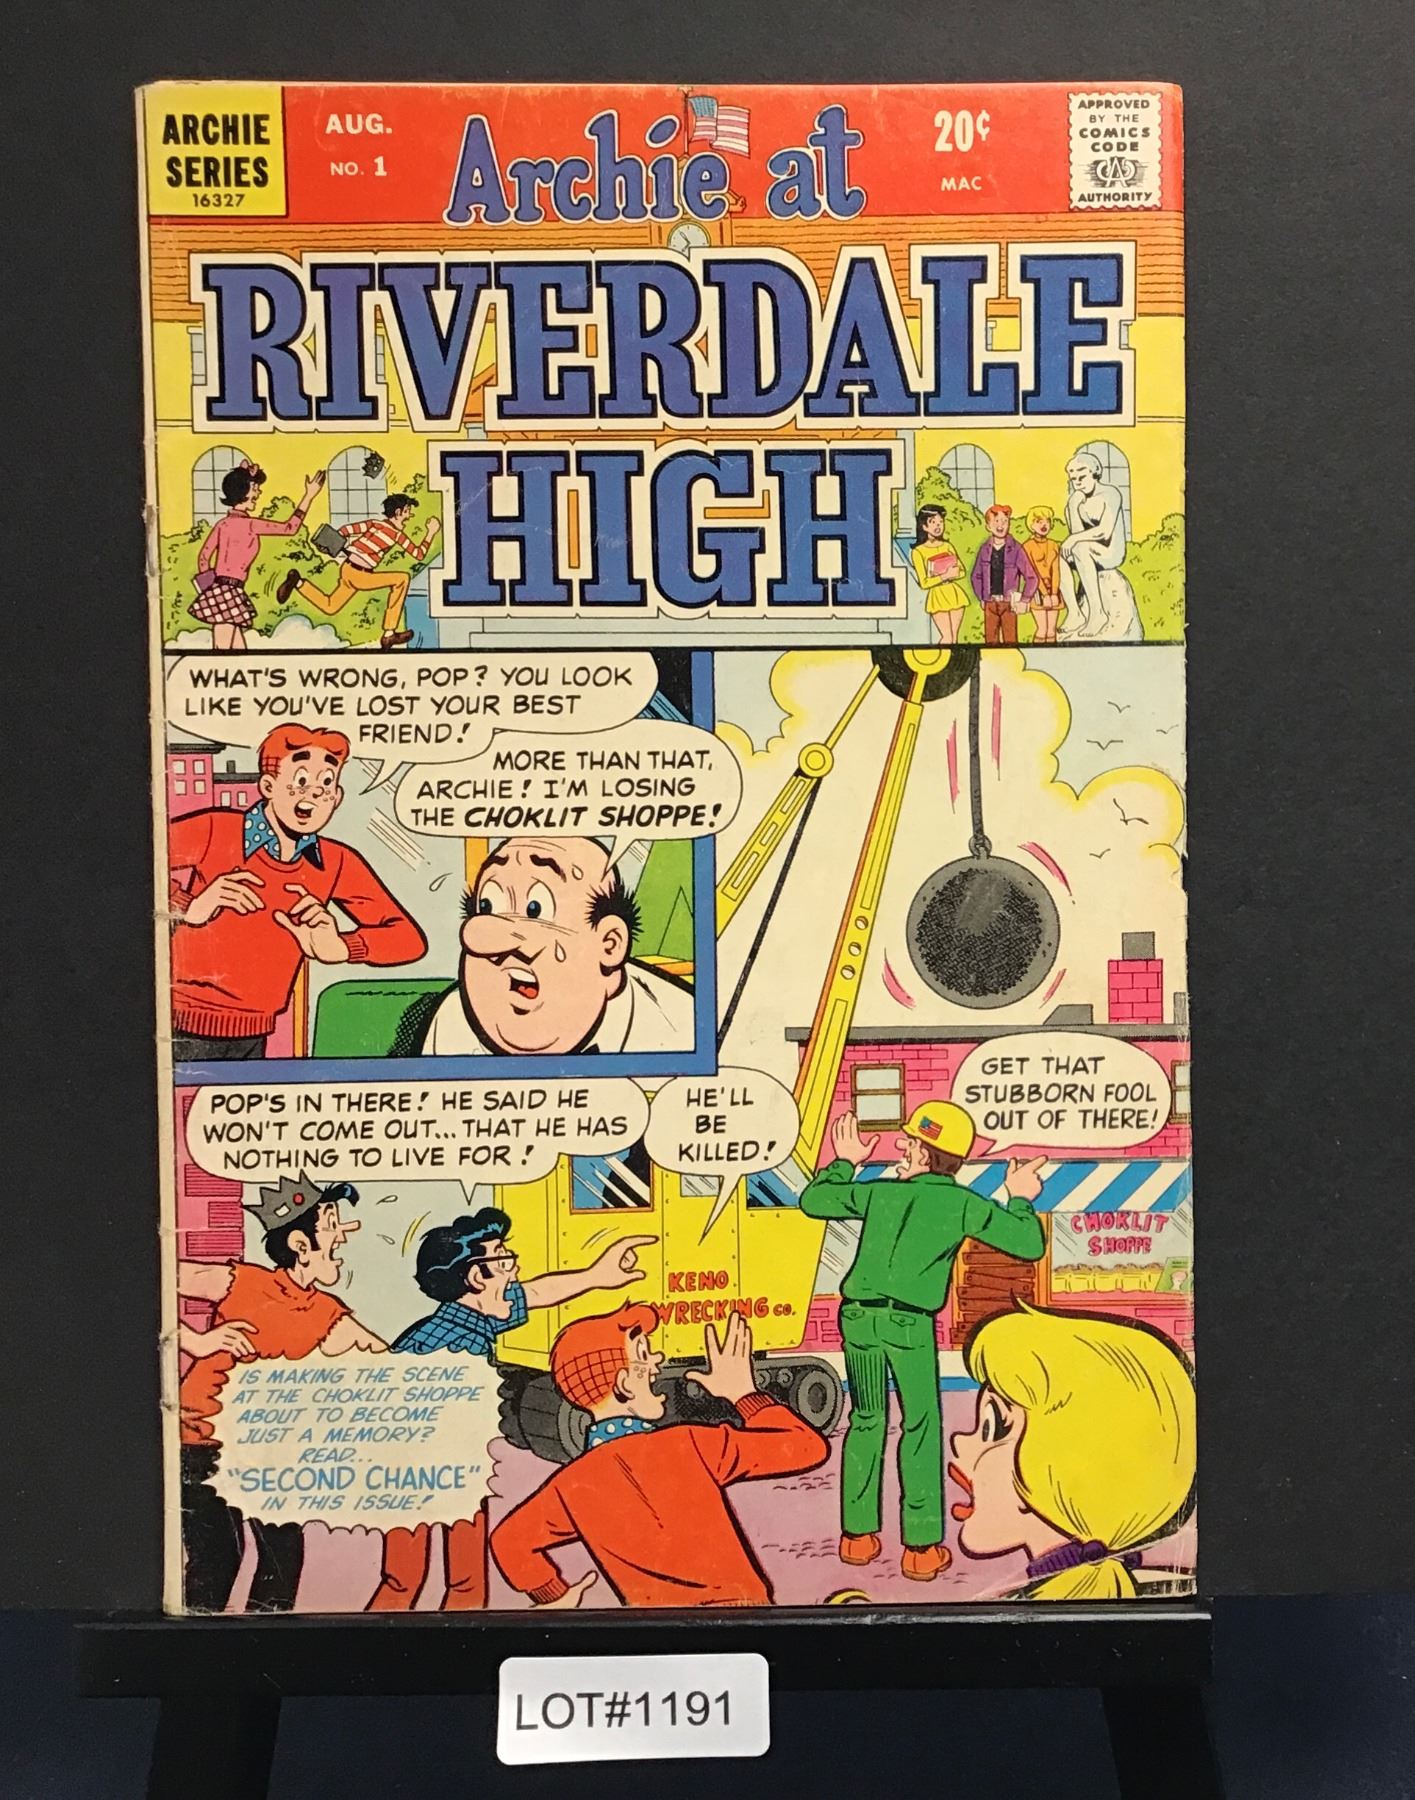 ARCHIE
SERIES
16327
AUG.
NO. 1
Archie at
20¢
MAC
APPROVED
BY THE
COMICS
CODE
CA
AUTHORITY
RIVERDALE
HIGH
WHAT'S WRONG, POP? YOU LOOK
LIKE YOU'VE LOST YOUR BEST
FRIEND!
MORE THAN THAT,
ARCHIE! I'M LOSING
THE CHOKLIT SHOPPE!
POP'S IN THERE! HE SAID HE
WON'T COME OUT...THAT HE HAS
NOTHING TO LIVE FOR!
HE'LL
BE
KILLED!
GET THAT
STUBBORN FOOL
OUT OF THERE!
CHOKLIT
SHOPPE
KENO
WRECKING CO.
IS MAKING THE SCENE
AT THE CHOKLIT SHOPPE
ABOUT TO BECOME
JUST A MEMORY?
READ...
"SECOND CHANCE"
IN THIS ISSUE!
LOT#1191